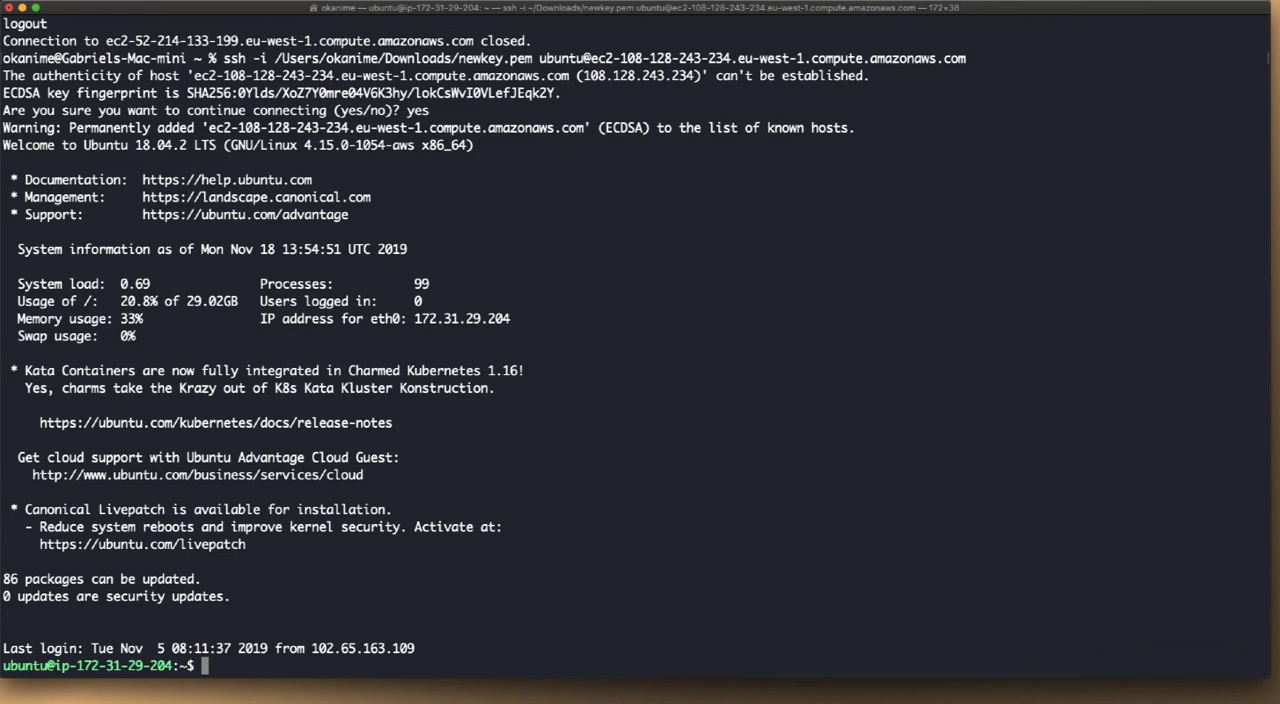 okanime — ubuntu@ip-172-31-29-204: ~ — ssh -i ~/Downloads/newkey.pem ubuntu@ec2-108-128-243-234.eu-west-1.compute.amazonaws.com — 172×38
logout
Connection to ec2-52-214-133-199.eu-west-1.compute.amazonaws.com closed.
okanime@Gabriels-Mac-mini ~ % ssh -i /Users/okanime/Downloads/newkey.pem ubuntu@ec2-108-128-243-234.eu-west-1.compute.amazonaws.com
The authenticity of host 'ec2-108-128-243-234.eu-west-1.compute.amazonaws.com (108.128.243.234)' can't be established.
ECDSA key fingerprint is SHA256:0Ylds/XoZ7Y0mre04V6K3hy/lokCsWvI0VLefJEqk2Y.
Are you sure you want to continue connecting (yes/no)? yes
Warning: Permanently added 'ec2-108-128-243-234.eu-west-1.compute.amazonaws.com' (ECDSA) to the list of known hosts.
Welcome to Ubuntu 18.04.2 LTS (GNU/Linux 4.15.0-1054-aws x86_64)
* Documentation:  https://help.ubuntu.com
* Management:     https://landscape.canonical.com
* Support:        https://ubuntu.com/advantage
System information as of Mon Nov 18 13:54:51 UTC 2019
System load:  0.69               Processes:           99
Usage of /:   20.8% of 29.02GB   Users logged in:     0
Memory usage: 33%                IP address for eth0: 172.31.29.204
Swap usage:   0%
* Kata Containers are now fully integrated in Charmed Kubernetes 1.16!
Yes, charms take the Krazy out of K8s Kata Kluster Konstruction.
https://ubuntu.com/kubernetes/docs/release-notes
Get cloud support with Ubuntu Advantage Cloud Guest:
http://www.ubuntu.com/business/services/cloud
* Canonical Livepatch is available for installation.
- Reduce system reboots and improve kernel security. Activate at:
https://ubuntu.com/livepatch
86 packages can be updated.
0 updates are security updates.
Last login: Tue Nov  5 08:11:37 2019 from 102.65.163.109
ubuntu@ip-172-31-29-204:~$